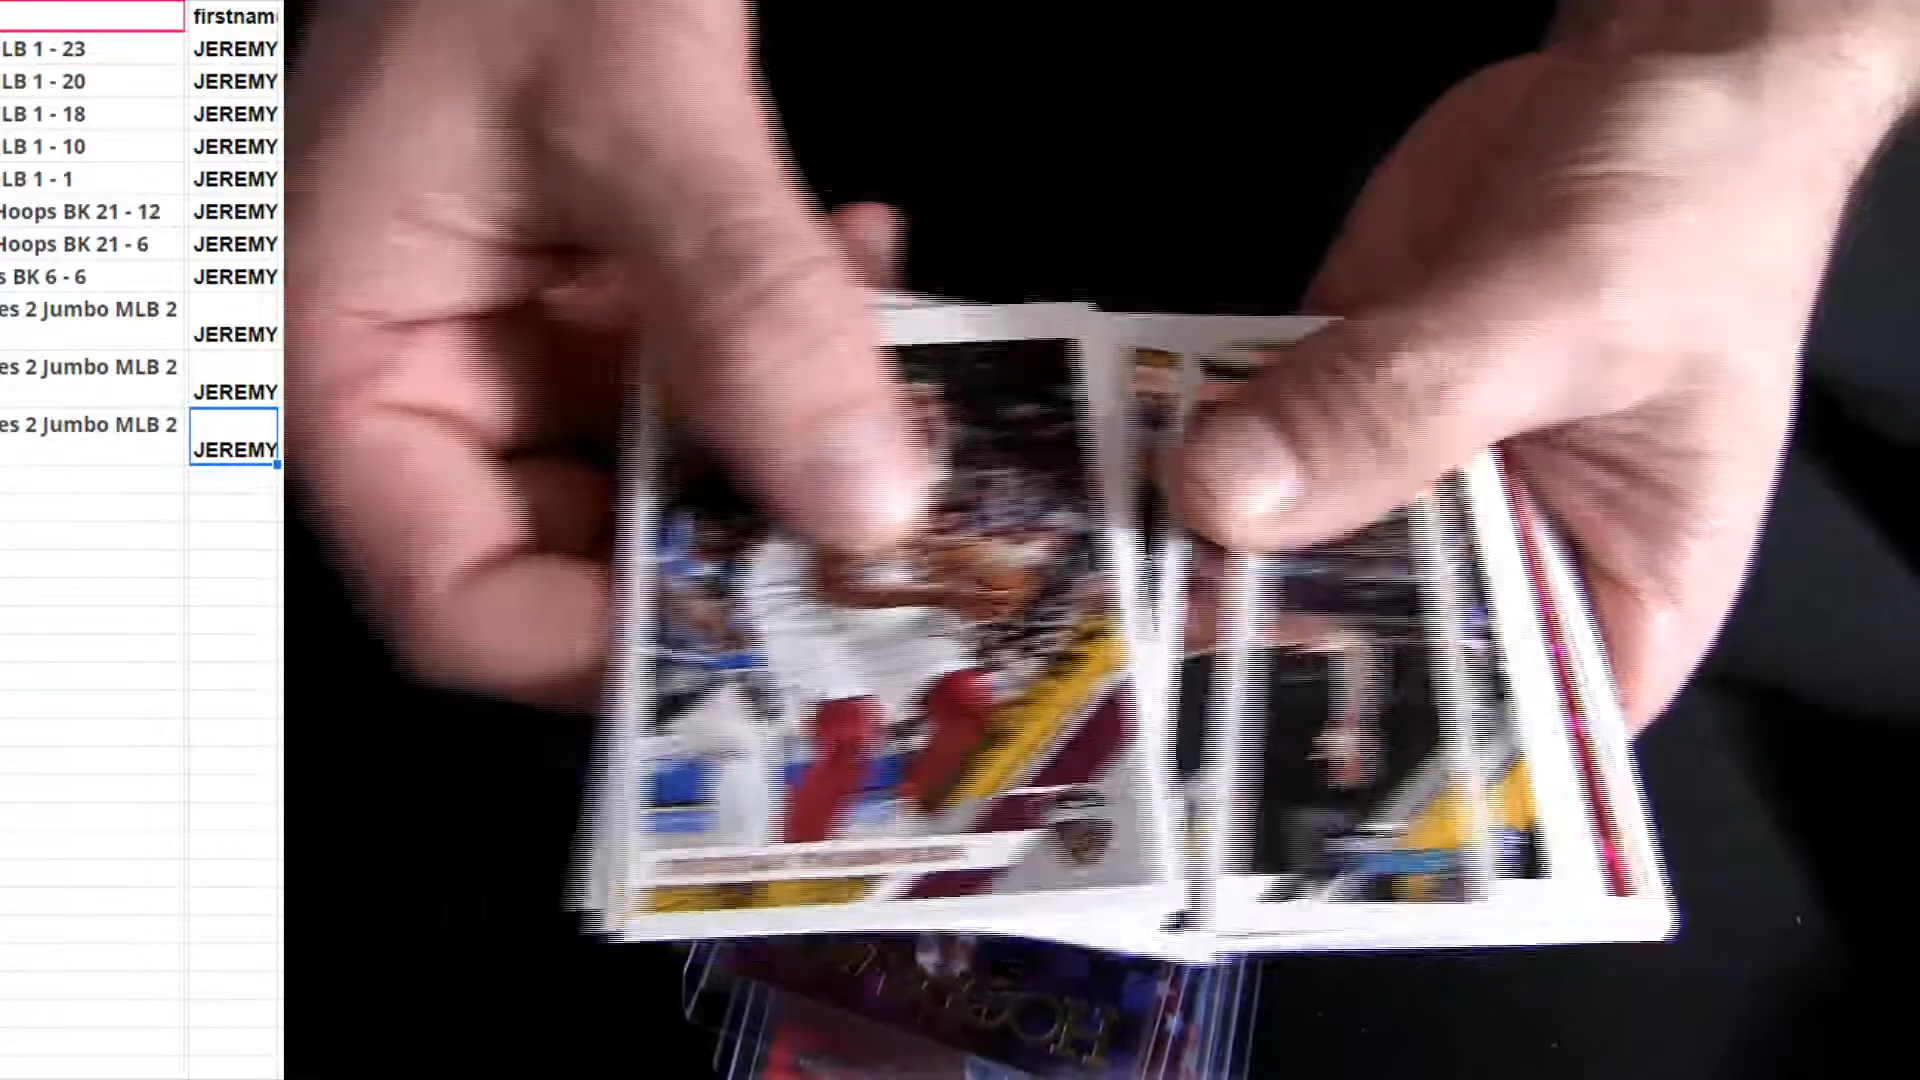 firstnam
LB 1 - 23 JEREMY
LB 1 - 20 JEREMY
LB 1 - 18 JEREMY
LB 1 - 10 JEREMY
LB 1 - 1 JEREMY
Hoops BK 21 - 12 JEREMY
Hoops BK 21 - 6 JEREMY
s BK 6 - 6 JEREMY
es 2 Jumbo MLB 2
JEREMY
es 2 Jumbo MLB 2
JEREMY
es 2 Jumbo MLB 2
JEREMY